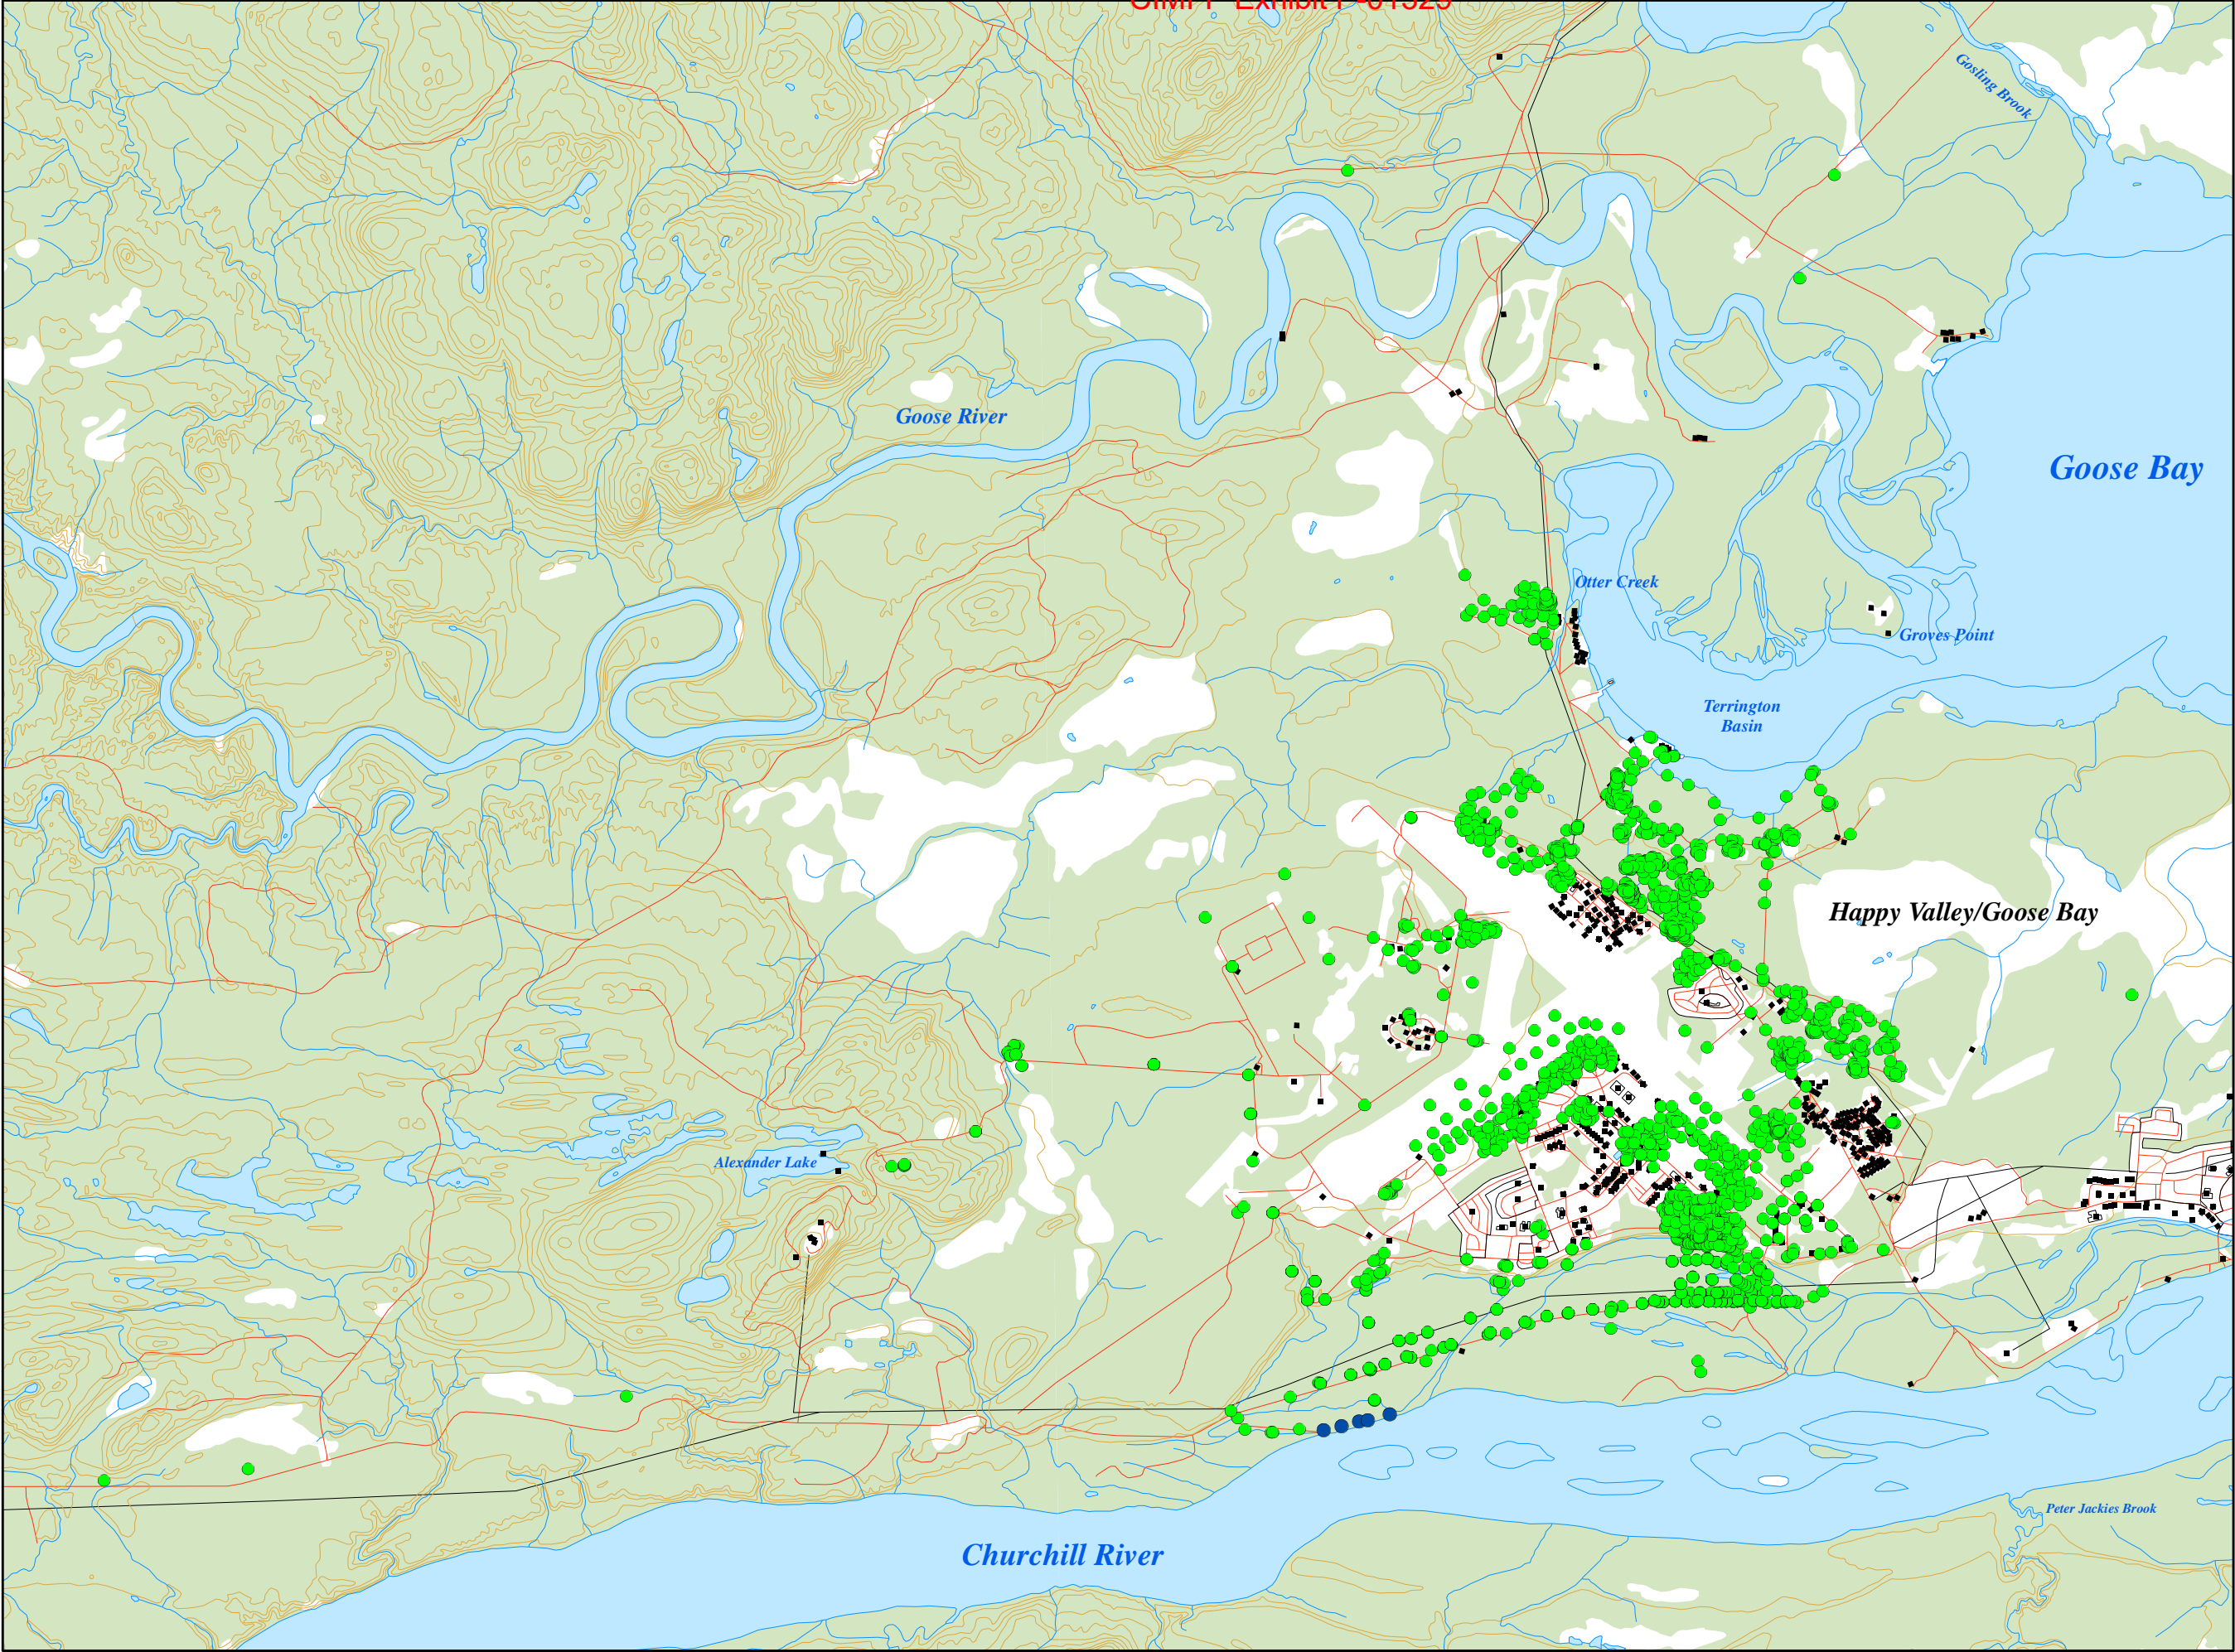 Gosling Brook
Goose River
Goose Bay
Otter Creek
Groves Point
Terrington
Basin
Happy Valley/Goose Bay
Alexander Lake
Peter Jackies Brook
Churchill River